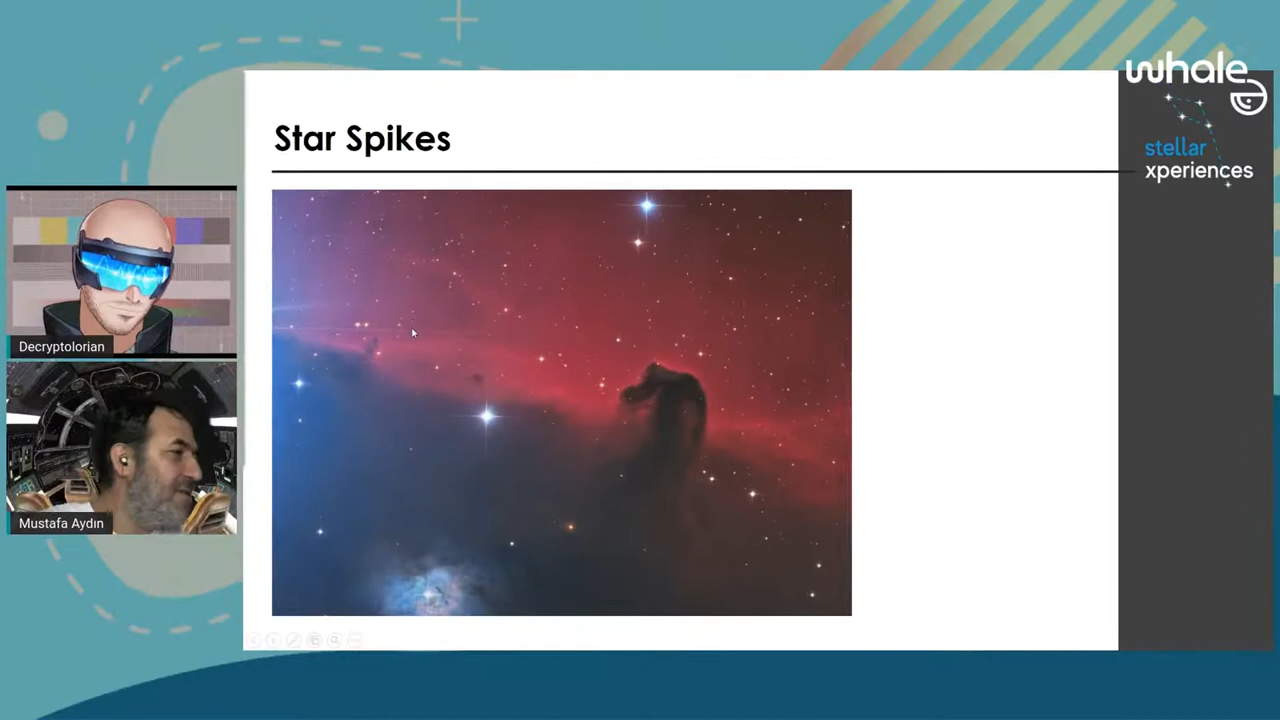 whale
Star Spikes
stellar
xperiences
Decryptolorian
Mustafa Aydın